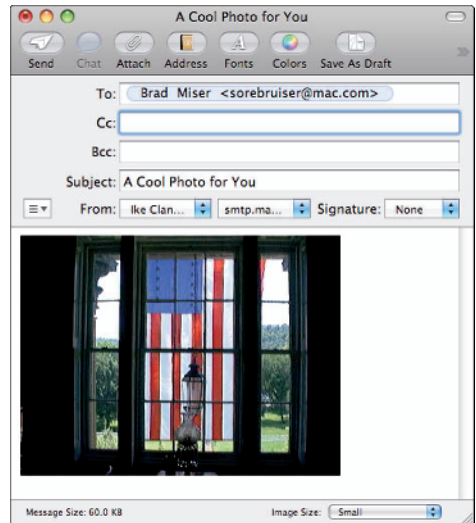 A Cool Photo for You
Send Chat Attach Address Fonts Colors Save As Draft
To: Brad Miser <sorebruiser@mac.com>
Cc:
Bcc:
Subject: A Cool Photo for You
From: Ike Clan... smtp.ma... Signature: None
Message Size: 60.0 KB Image Size: Small